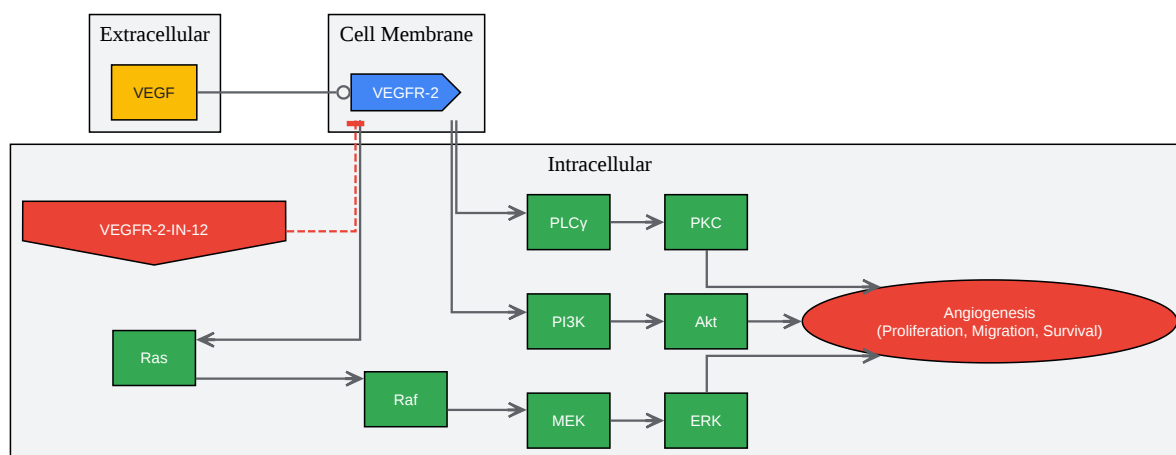 Extracellular
Cell Membrane
VEGF
VEGFR-2
Intracellular
VEGFR-2-IN-12
PLCγ
PKC
PI3K
Akt
Angiogenesis
(Proliferation, Migration, Survival)
Ras
Raf
MEK
ERK